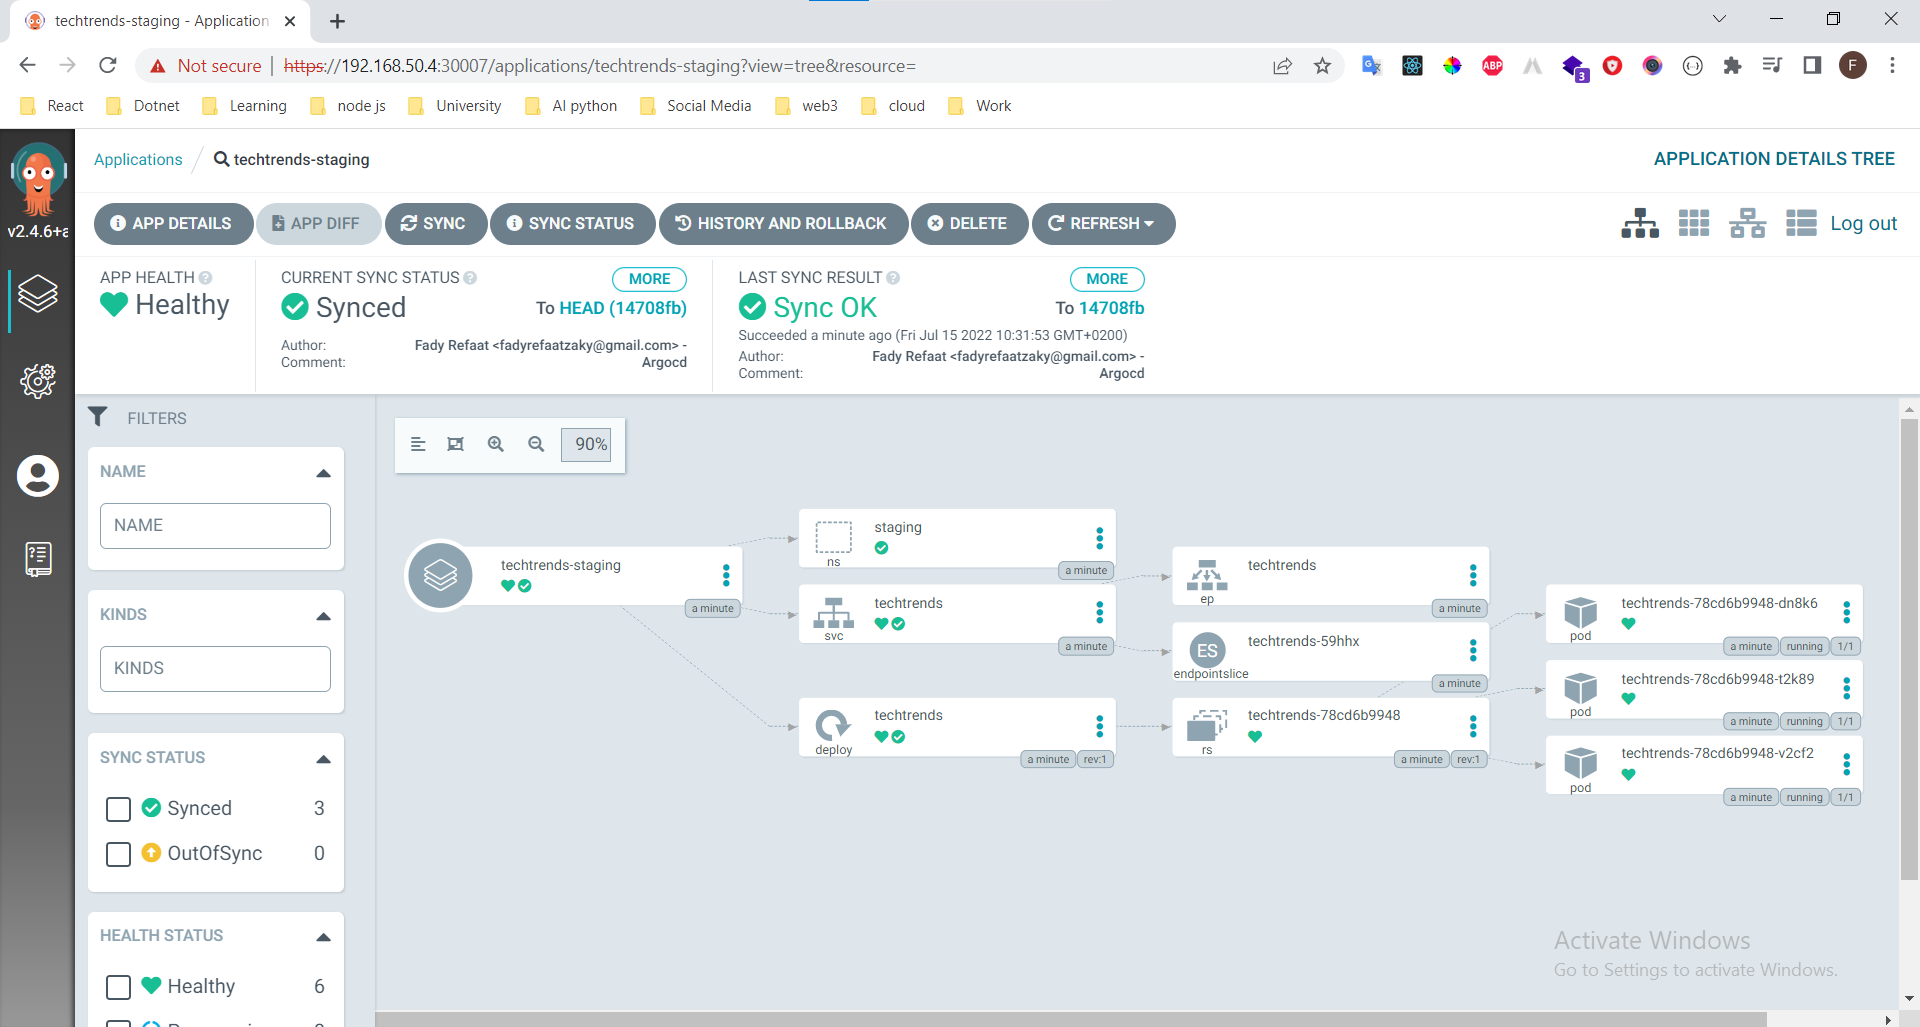 techtrends-staging - Application
Not secure
https://192.168.50.4:30007/applications/techtrends-staging?view=tree&resource=
ABP
3
F
React
Dotnet
Learning
node js
University
AI python
Social Media
web3
cloud
Work
v2.4.6+a
Applications
techtrends-staging
APPLICATION DETAILS TREE
APP DETAILS
APP DIFF
SYNC
SYNC STATUS
HISTORY AND ROLLBACK
DELETE
REFRESH
Log out
APP HEALTH
Healthy
CURRENT SYNC STATUS
MORE
Synced
To HEAD (14708fb)
Author:
Fady Refaat <fadyrefaatzaky@gmail.com> -
Comment:
Argocd
LAST SYNC RESULT
MORE
Sync OK
To 14708fb
Succeeded a minute ago (Fri Jul 15 2022 10:31:53 GMT+0200)
Author:
Fady Refaat <fadyrefaatzaky@gmail.com> -
Comment:
Argocd
FILTERS
NAME
NAME
KINDS
KINDS
SYNC STATUS
Synced 3
OutOfSync 0
HEALTH STATUS
Healthy 6
90%
techtrends-staging
a minute
staging
ns
a minute
techtrends
svc
a minute
techtrends
deploy
a minute rev:1
techtrends
ep
a minute
ES
techtrends-59hhx
endpointslice
a minute
techtrends-78cd6b9948
rs
a minute rev:1
techtrends-78cd6b9948-dn8k6
pod
a minute running 1/1
techtrends-78cd6b9948-t2k89
pod
a minute running 1/1
techtrends-78cd6b9948-v2cf2
pod
a minute running 1/1
Activate Windows
Go to Settings to activate Windows.